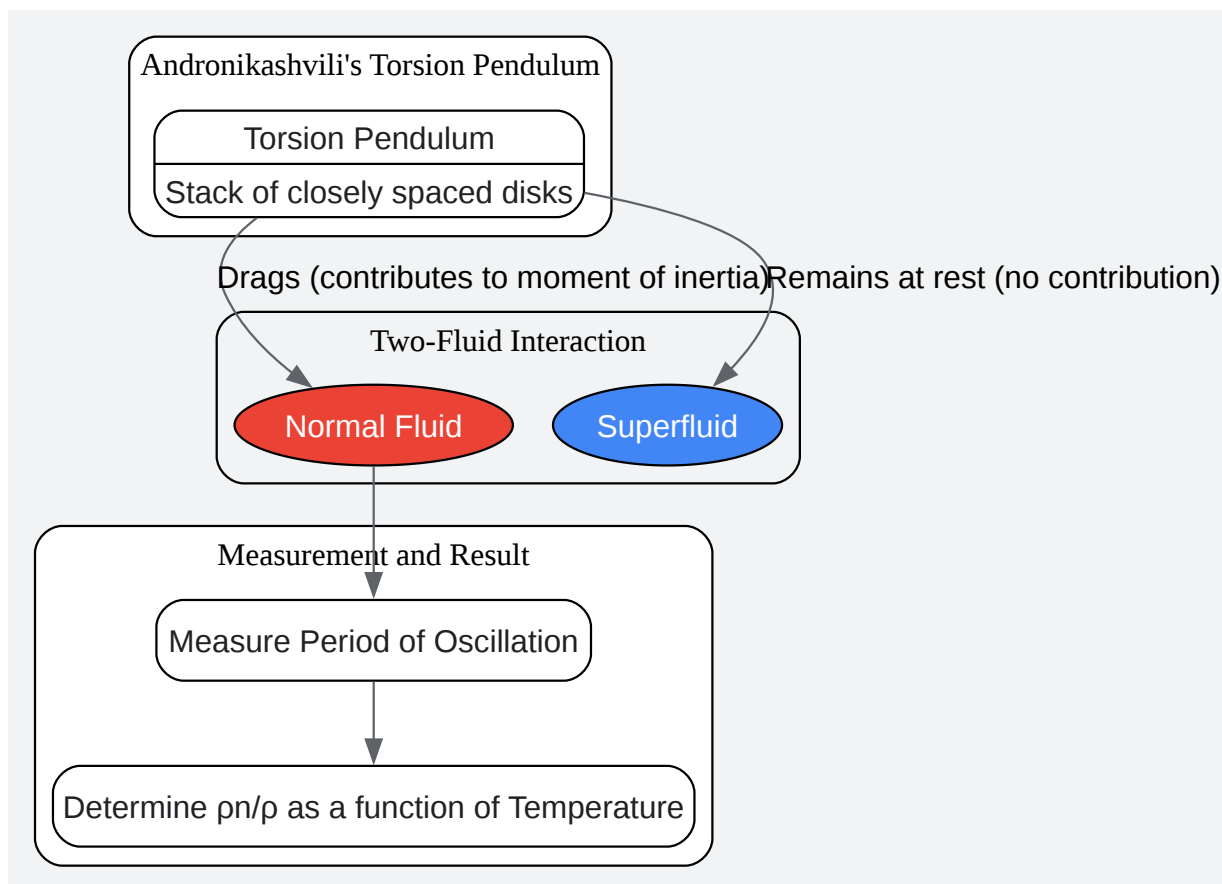 Andronikashvili's Torsion Pendulum
Torsion Pendulum
Stack of closely spaced disks
Drags (contributes to moment of inertia)
Remains at rest (no contribution)
Two-Fluid Interaction
Normal Fluid
Superfluid
Measurement and Result
Measure Period of Oscillation
Determine ρn/ρ as a function of Temperature